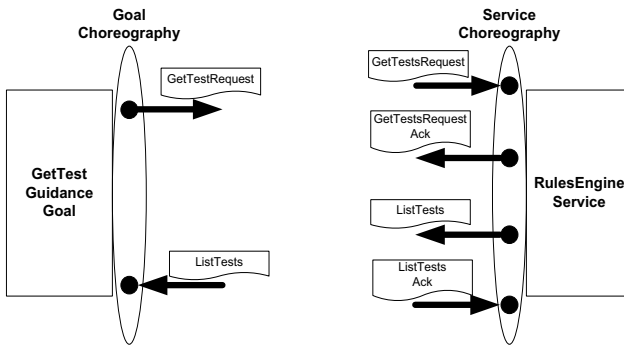 Goal
Choreography
GetTestRequest
GetTest
Guidance
Goal
ListTests
Service
Choreography
GetTestsRequest
GetTestsRequest
Ack
RulesEngine
Service
ListTests
ListTests
Ack